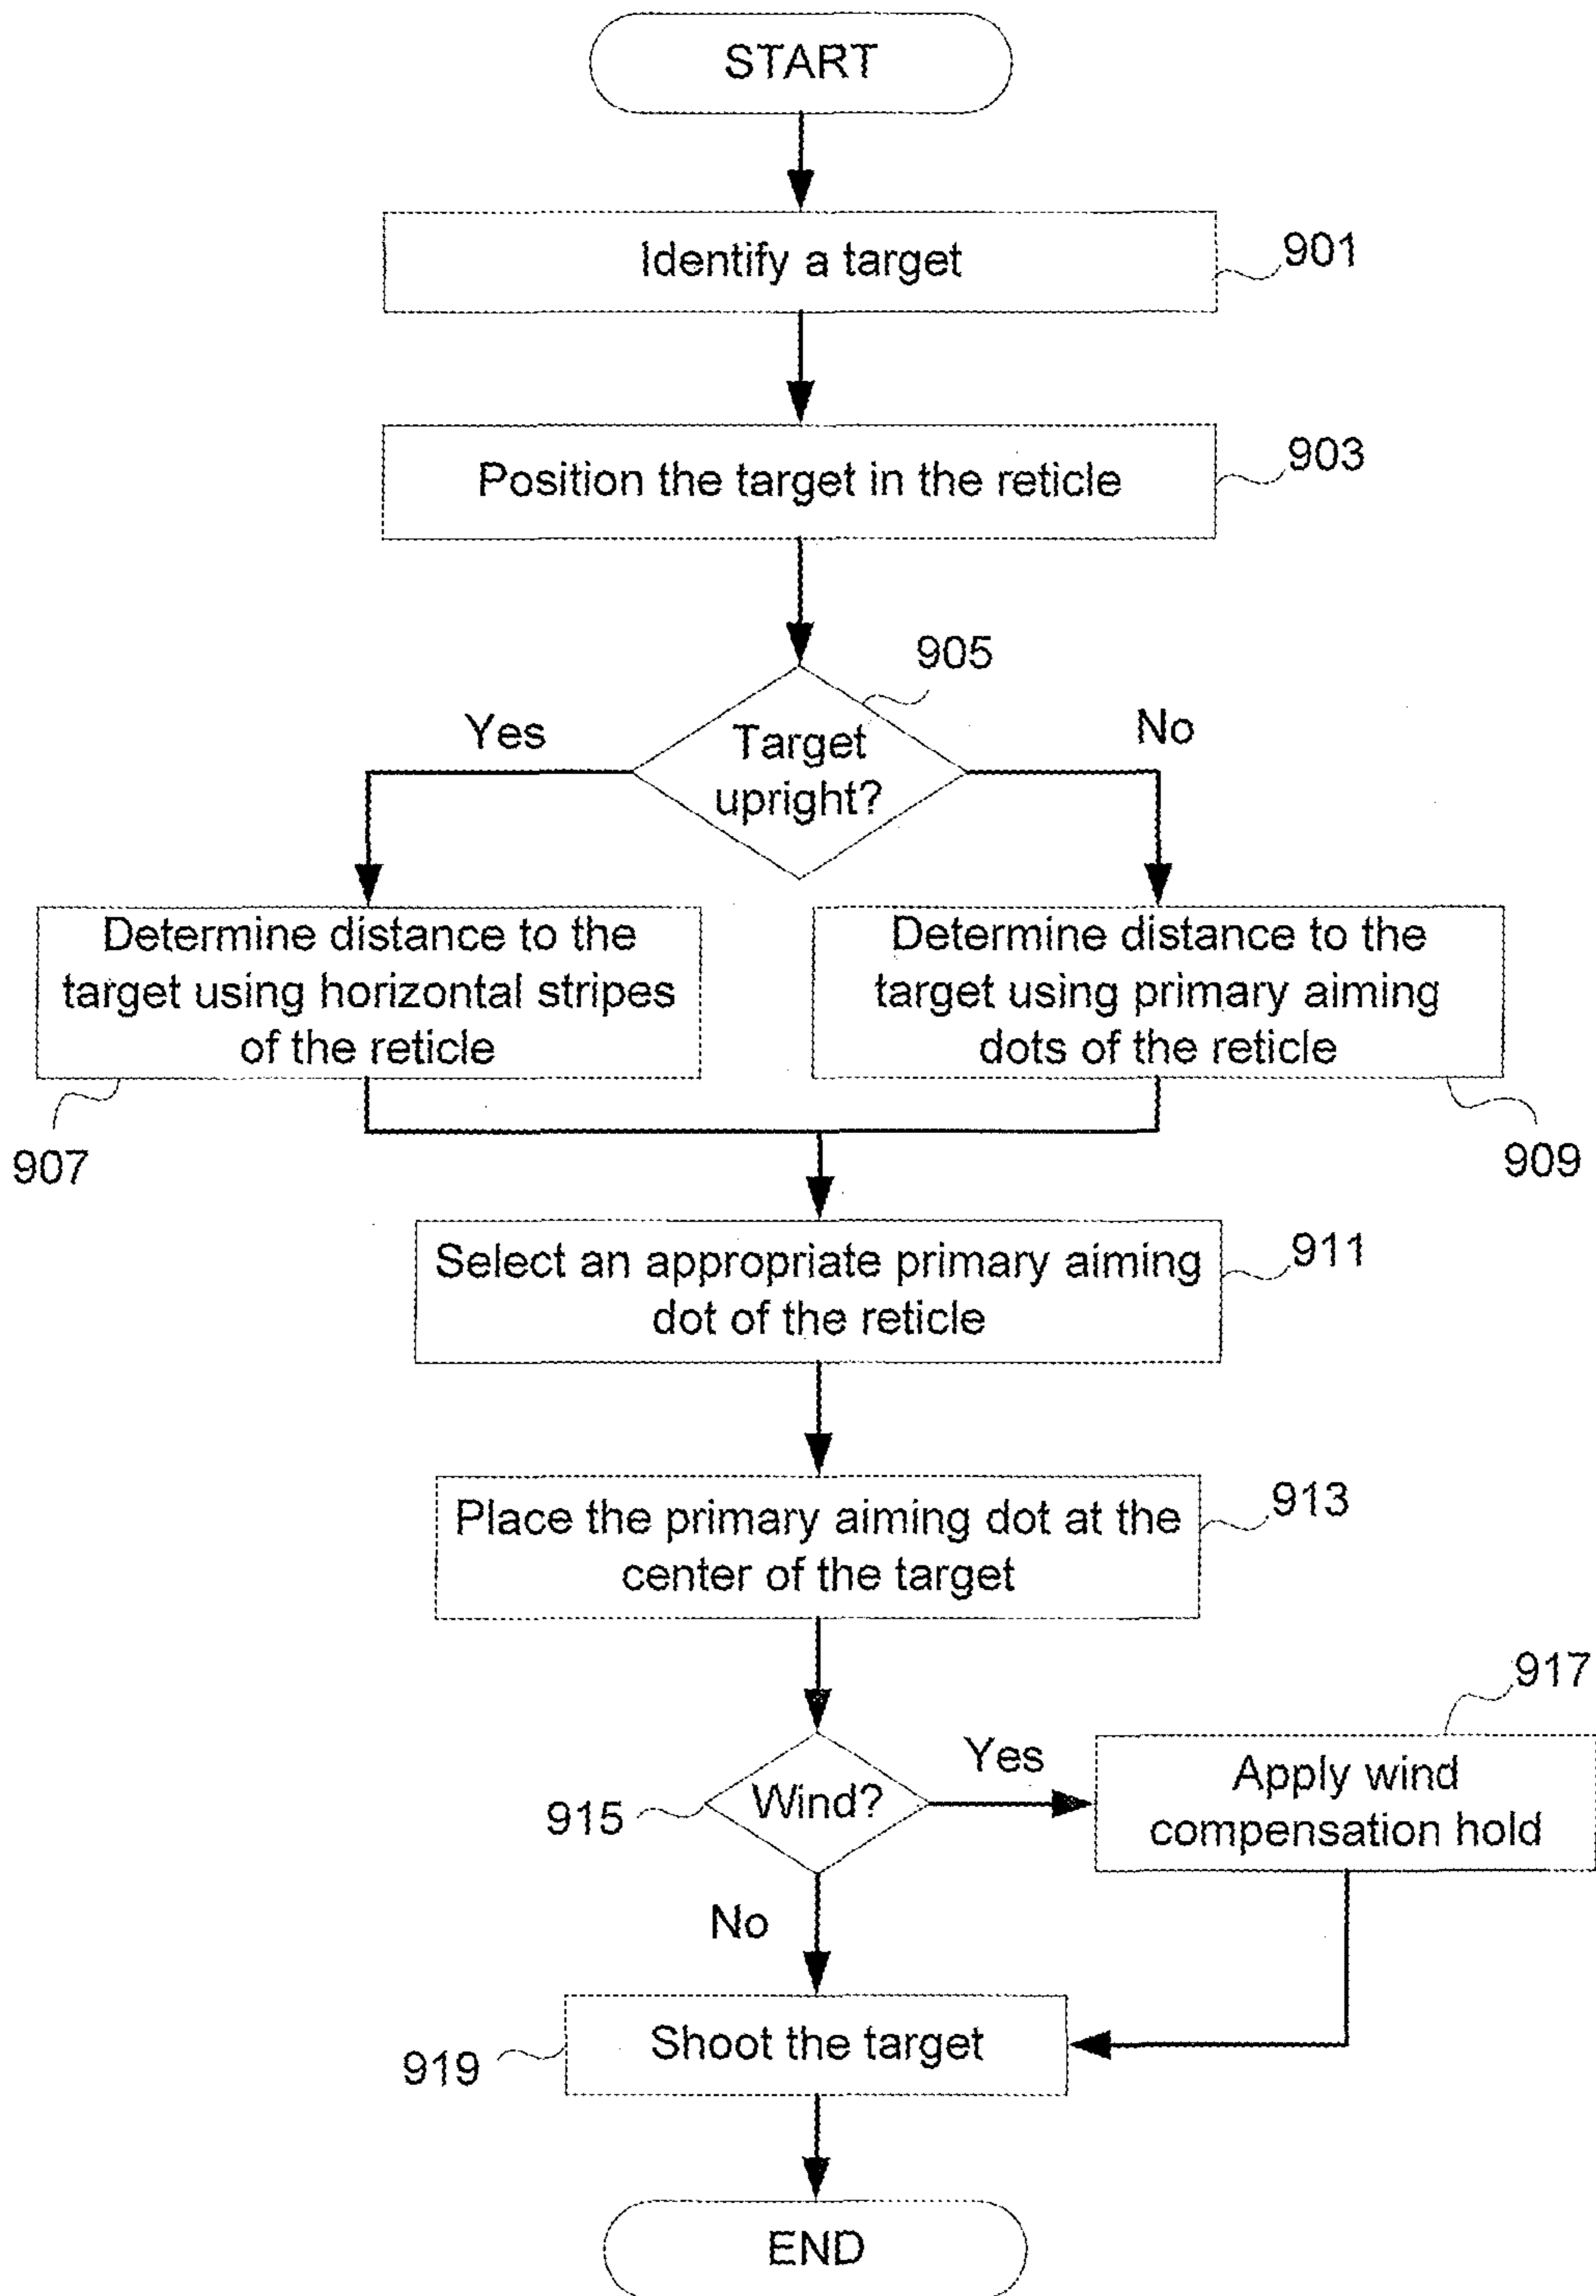 START
Identify a target
901
Position the target in the reticle
903
905
Target
upright?
Yes
No
Determine distance to the
target using horizontal stripes
of the reticle
907
Determine distance to the
target using primary aiming
dots of the reticle
909
Select an appropriate primary aiming
dot of the reticle
911
Place the primary aiming dot at the
center of the target
913
Wind?
915
Yes
917
Apply wind
compensation hold
No
Shoot the target
919
END